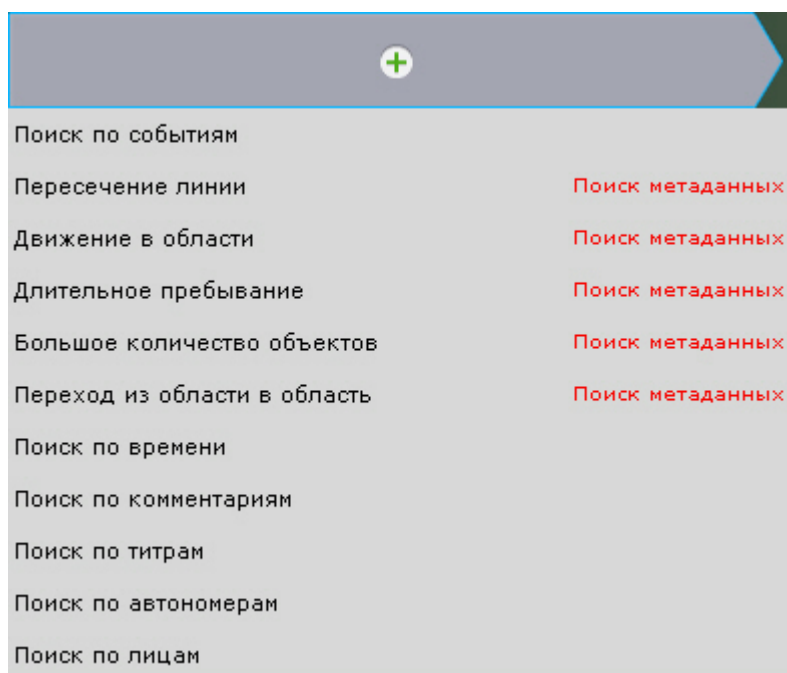 Поиск по событиям
Пересечение линии Поиск метаданных
Движение в области Поиск метаданных
Длительное пребывание Поиск метаданных
Большое количество объектов Поиск метаданных
Переход из области в область Поиск метаданных
Поиск по времени
Поиск по комментариям
Поиск по титрам
Поиск по автономерам
Поиск по лицам